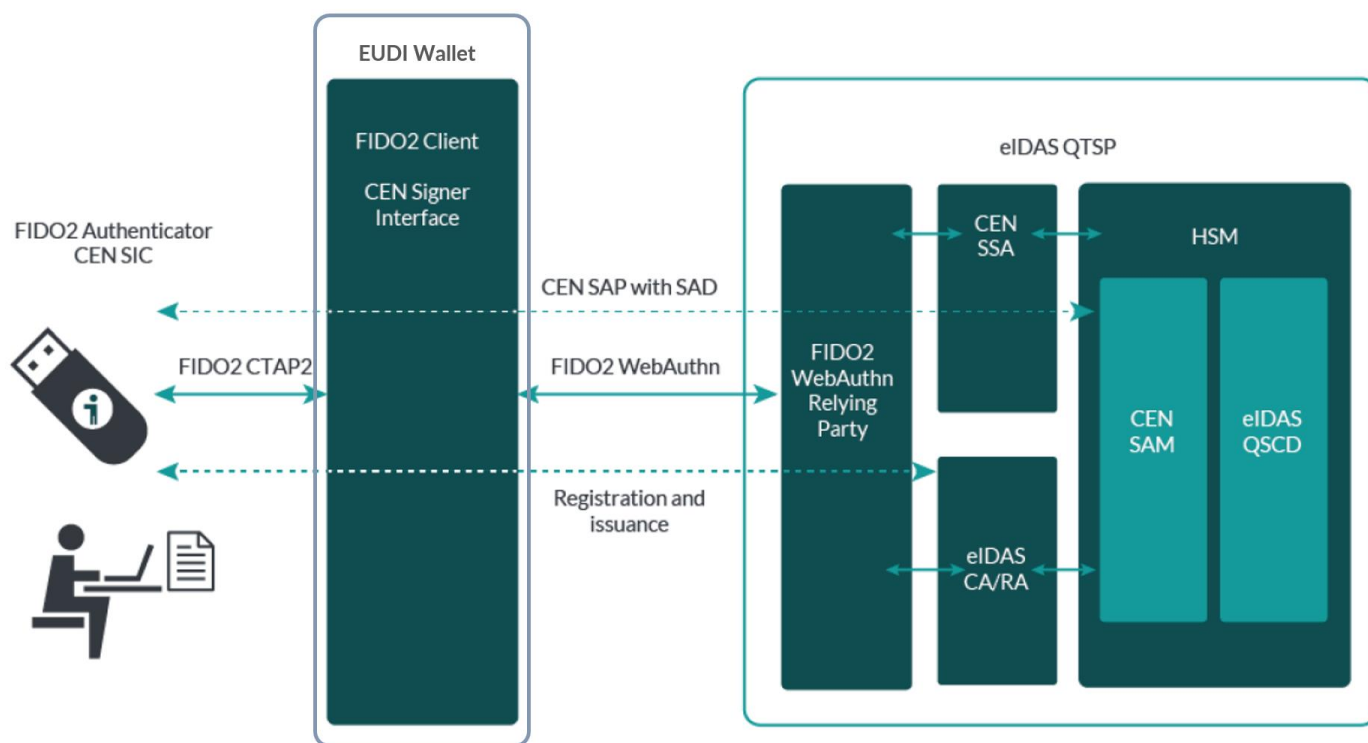 EUDI Wallet
FIDO2 Client
CEN Signer
Interface
FIDO2 Authenticator
CEN SIC
FIDO2 CTAP2
CEN SAP with SAD
FIDO2 WebAuthn
Registration and
issuance
eIDAS QTSP
FIDO2
WebAuthn
Relying
Party
CEN
SSA
eIDAS
CA/RA
HSM
CEN
SAM
eIDAS
QSCD